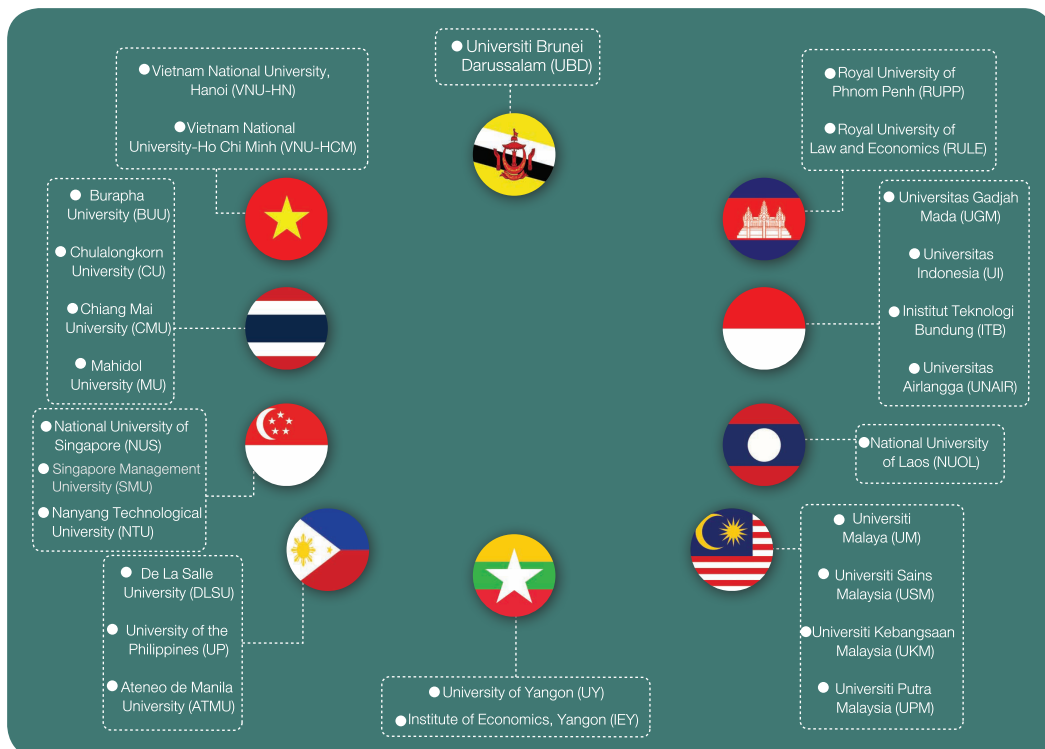 Universiti Brunei
Darussalam (UBD)
Vietnam National University,
Hanoi (VNU-HN)
Vietnam National
University-Ho Chi Minh (VNU-HCM)
Royal University of
Phnom Penh (RUPP)
Royal University of
Law and Economics (RULE)
Burapha
University (BUU)
Chulalongkorn
University (CU)
Chiang Mai
University (CMU)
Mahidol
University (MU)
Universitas Gadjah
Mada (UGM)
Universitas
Indonesia (UI)
Inistitut Teknologi
Bundung (ITB)
Universitas
Airlangga (UNAIR)
National University of
Singapore (NUS)
Singapore Management
University (SMU)
Nanyang Technological
University (NTU)
National University
of Laos (NUOL)
De La Salle
University (DLSU)
University of the
Philippines (UP)
Ateneo de Manila
University (ATMU)
Universiti
Malaya (UM)
Universiti Sains
Malaysia (USM)
Universiti Kebangsaan
Malaysia (UKM)
Universiti Putra
Malaysia (UPM)
University of Yangon (UY)
Institute of Economics, Yangon (IEY)